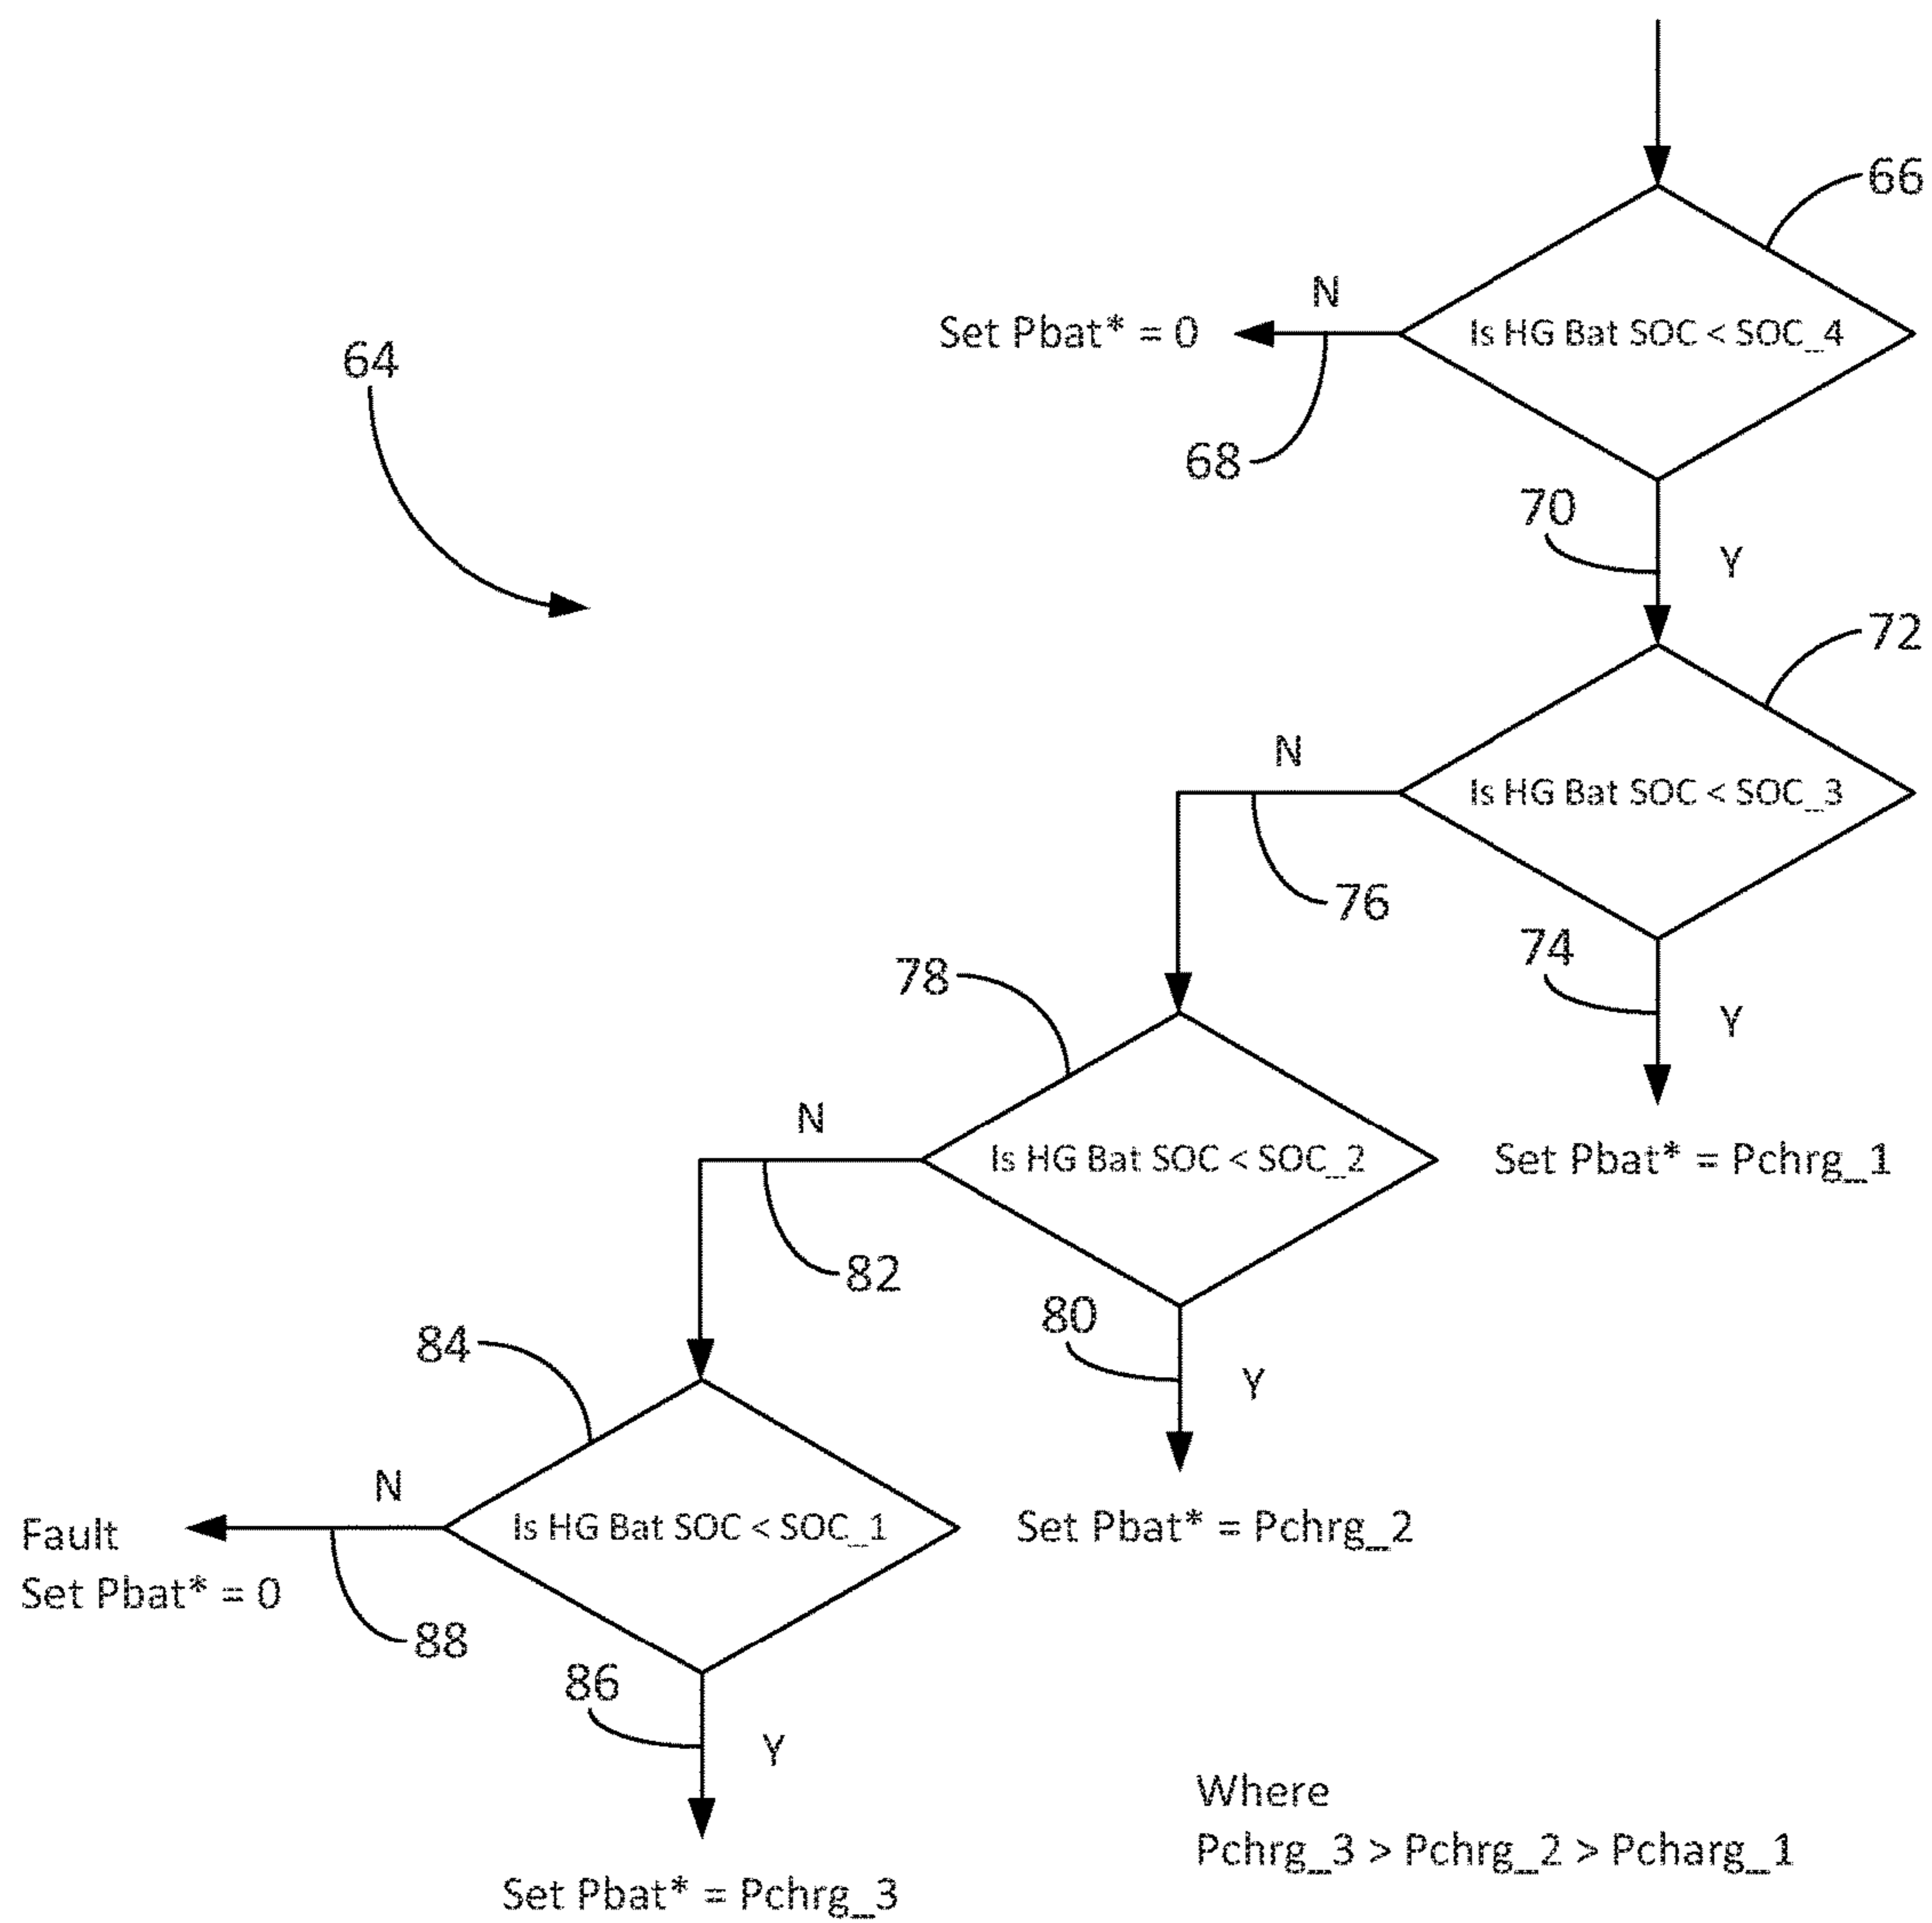 66
N
Set Pbat* = 0
Is HG Bat SOC < SOC_4
64
68
70
Y
72
N
Is HG Bat SOC < SOC_3
76
74
78
Y
N
Is HG Bat SOC < SOC_2
Set Pbat* = Pchrg_1
82
80
84
Y
N
Is HG Bat SOC < SOC_1
Set Pbat* = Pchrg_2
Fault
Set Pbat* = 0
88
86
Y
Where
Pchrg_3 > Pchrg_2 > Pcharg_1
Set Pbat* = Pchrg_3